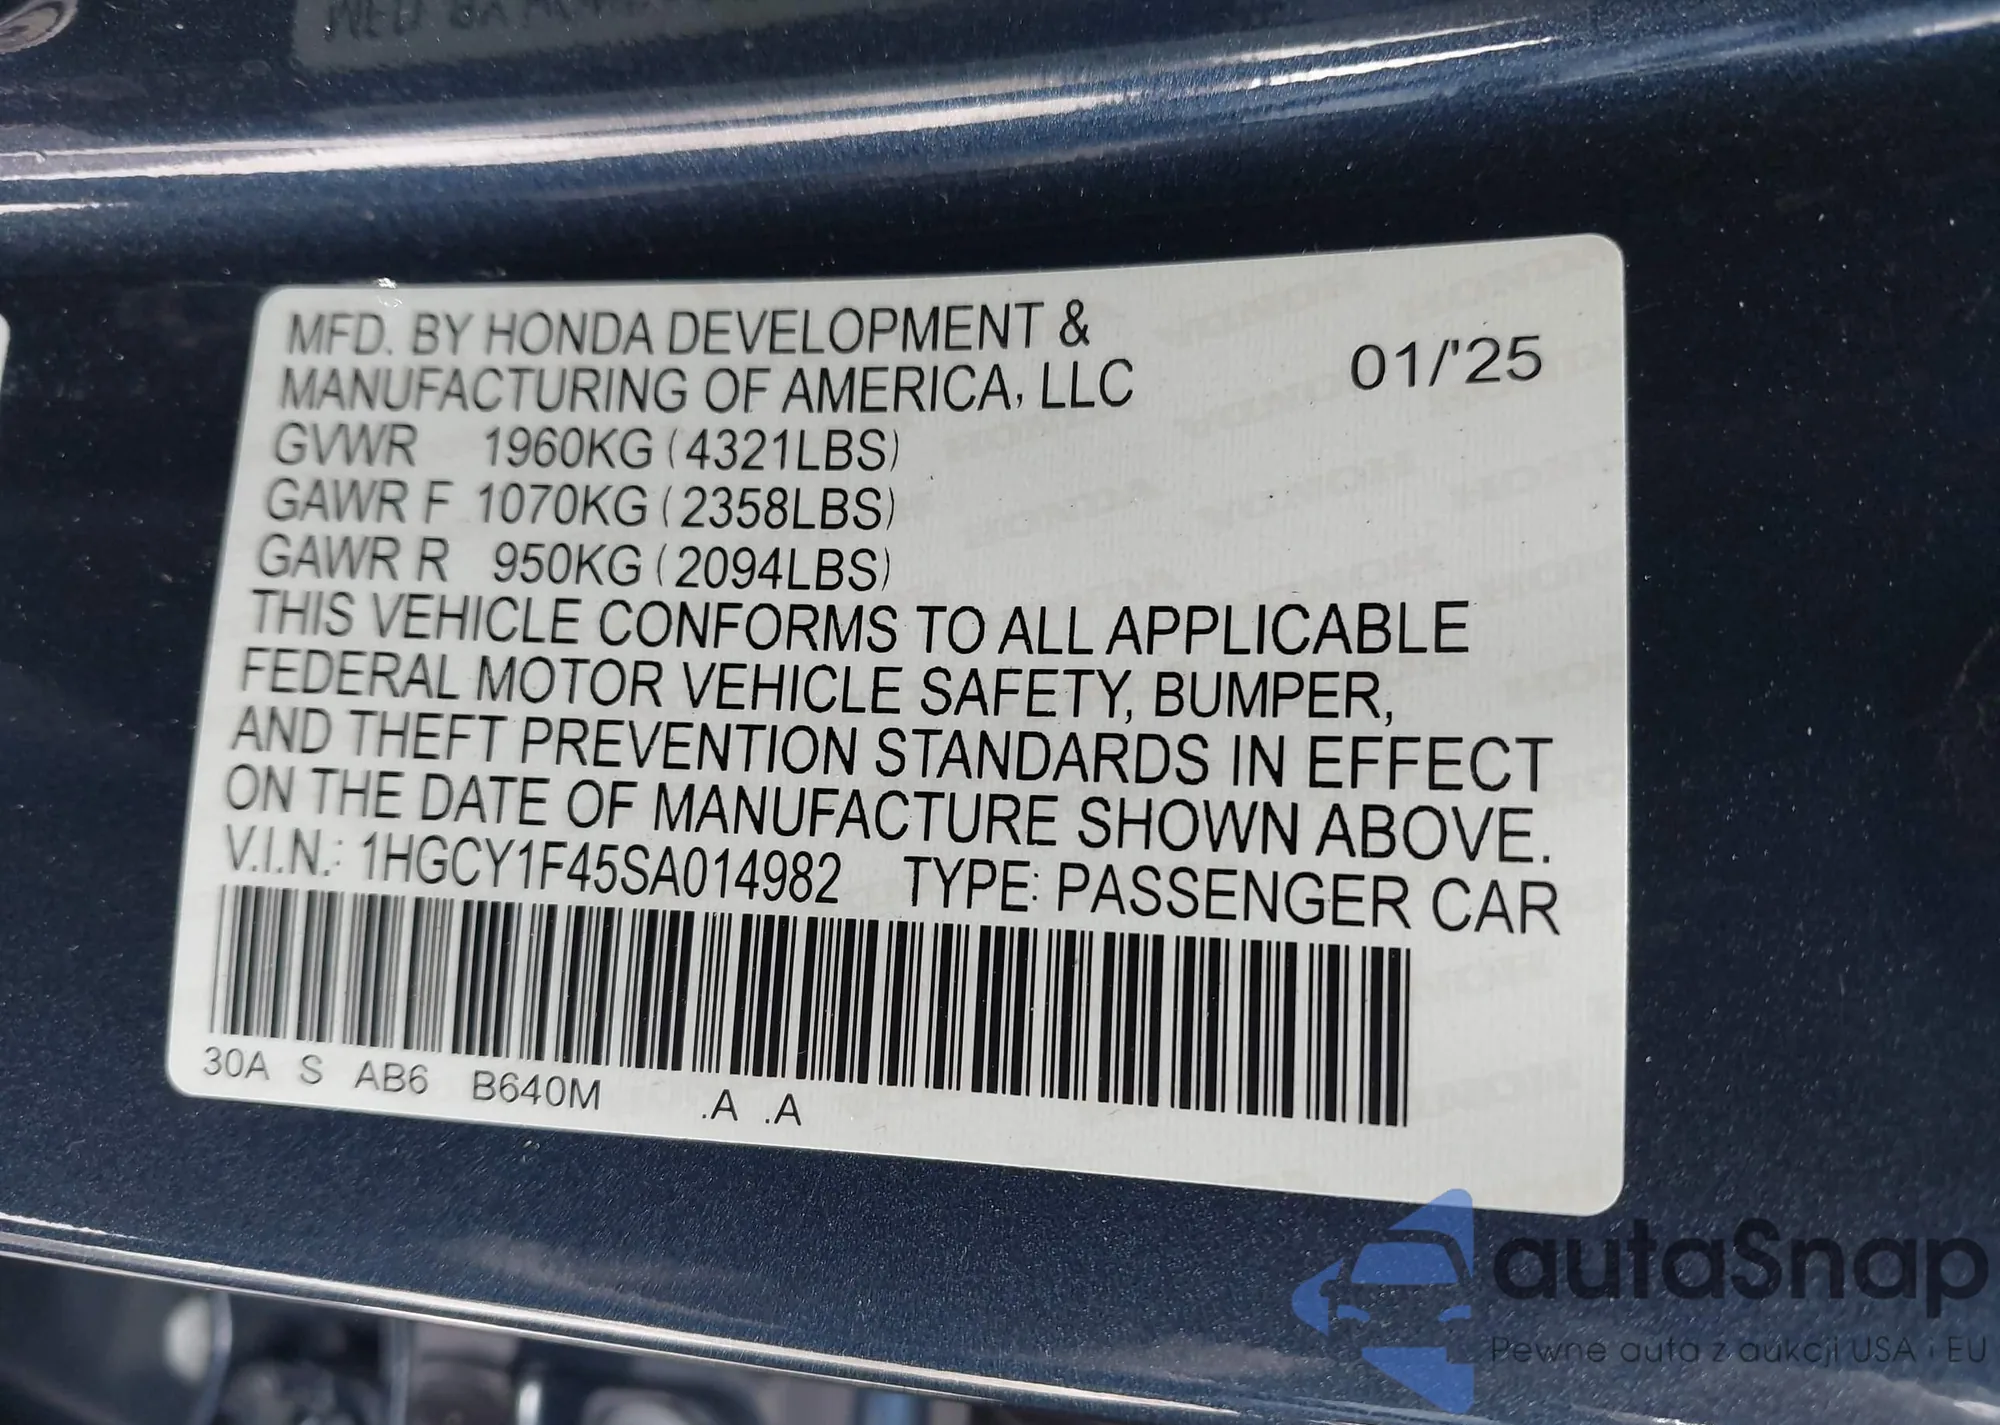 MFD. BY HONDA DEVELOPMENT &
MANUFACTURING OF AMERICA, LLC
01/'25
GVWR 1960KG (4321LBS)
GAWR F 1070KG (2358LBS)
GAWR R 950KG (2094LBS)
THIS VEHICLE CONFORMS TO ALL APPLICABLE
FEDERAL MOTOR VEHICLE SAFETY, BUMPER,
AND THEFT PREVENTION STANDARDS IN EFFECT
ON THE DATE OF MANUFACTURE SHOWN ABOVE.
V.I.N.: 1HGCY1F45SA014982 TYPE: PASSENGER CAR
30A S AB6 B640M .A .A
autaSnap
Pewne auta z aukcji USA i EU